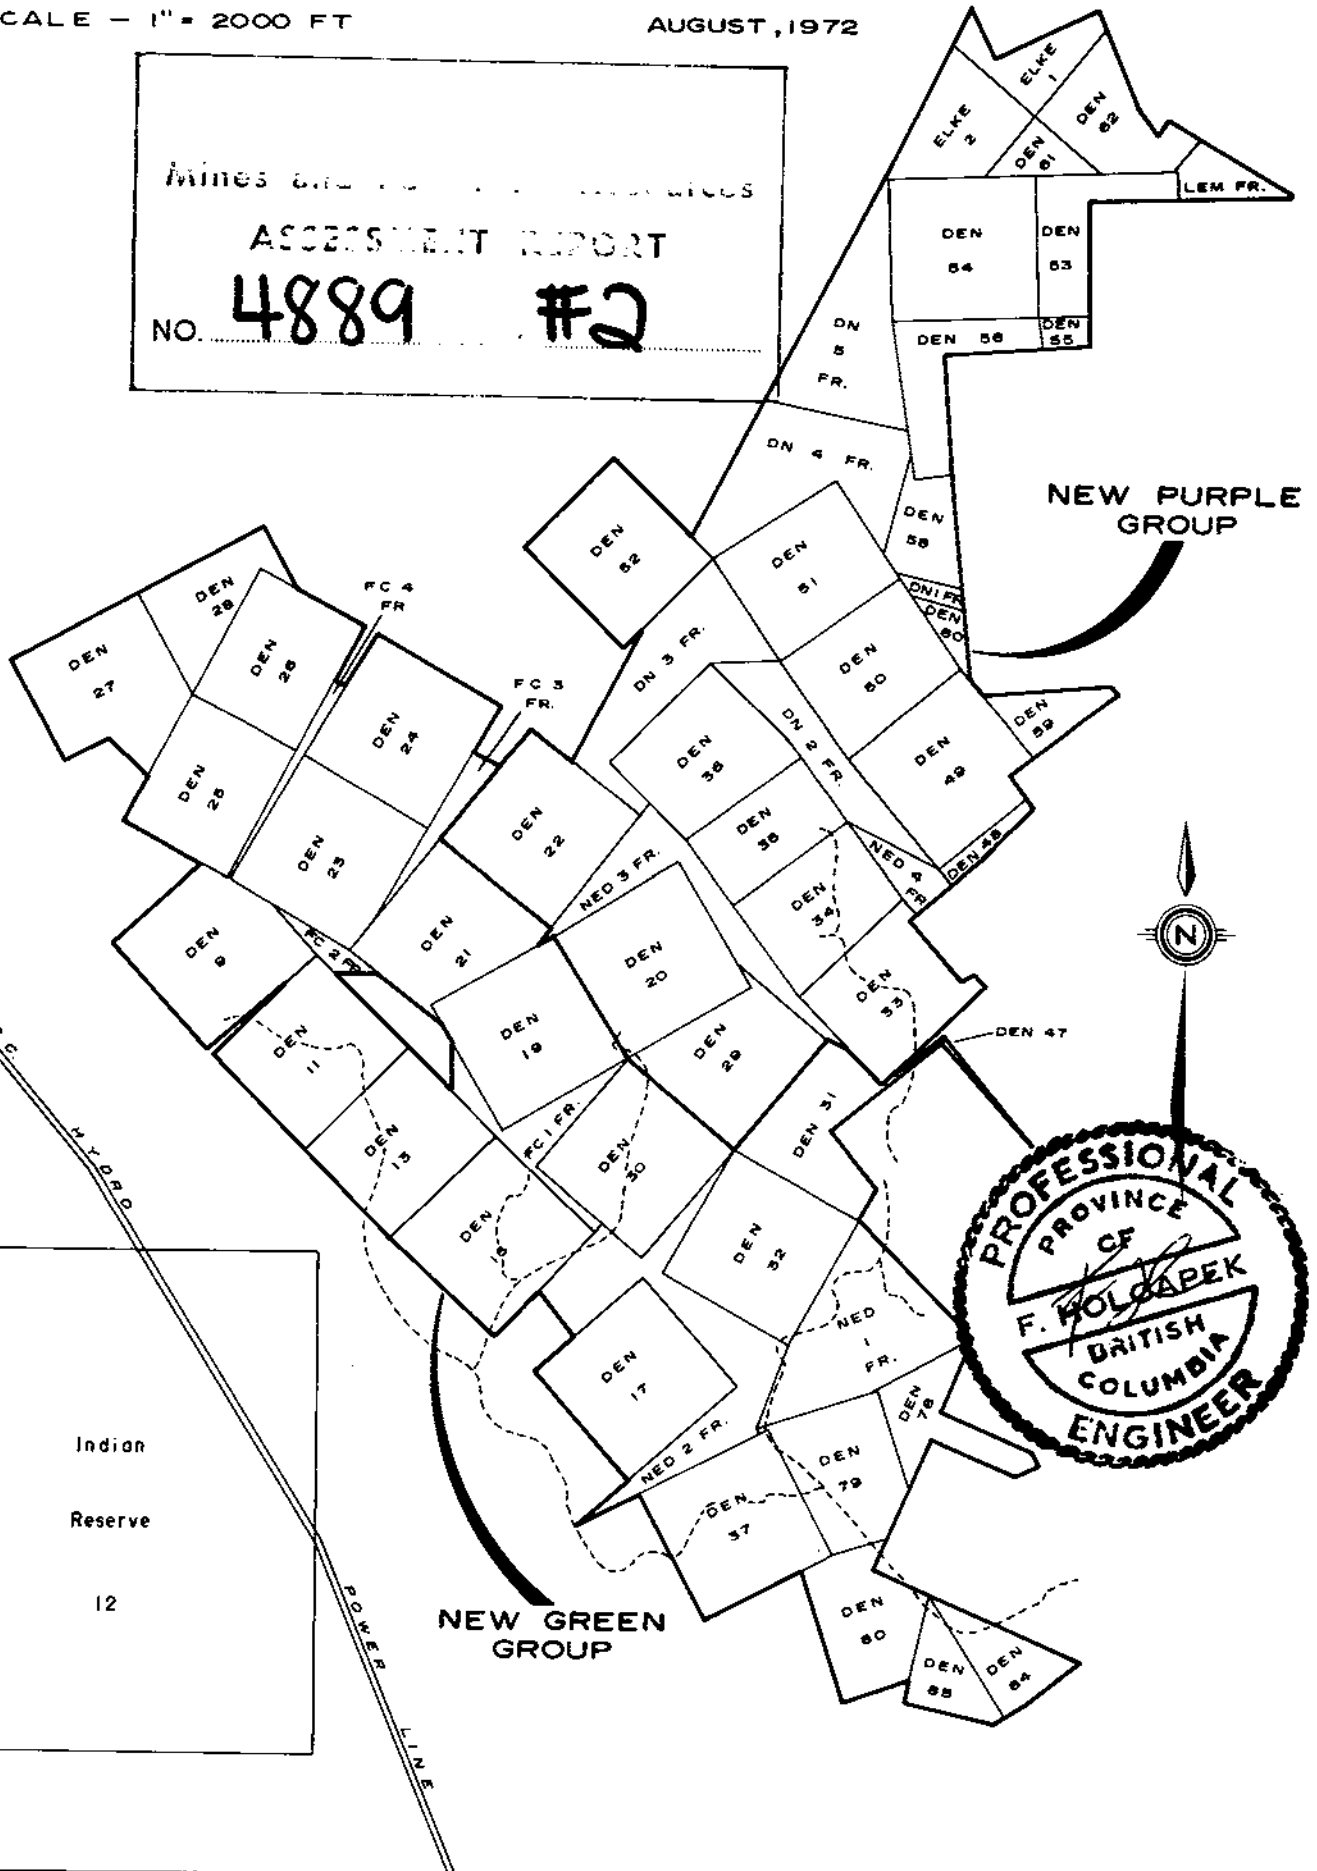 CALE – 1" = 2000 FT
AUGUST, 1972
Mines and
ASSESSMENT REPORT
NO. 4889 #2
ELKE
1
ELKE
2
DEN
62
DEN
61
LEM FR.
DEN
64
DEN
63
DN
5
FR.
DEN 56
DEN
55
DN 4 FR.
NEW PURPLE
GROUP
DEN
58
DEN
52
DEN
51
DN 1 FR
DEN
60
DEN
28
FC 4
FR
DEN
27
DEN
26
DN 3 FR.
DEN
50
FC 3
FR.
DEN
24
DN 2 FR.
DEN
59
DEN
36
DEN
49
DEN
25
DEN
22
DEN
35
DEN
23
NED 3 FR.
NED 4
FR
DEN 48
DEN
34
DEN
9
FC 2 FR
DEN
21
DEN
20
DEN
33
N
DEN
11
DEN
19
DEN
29
DEN 47
HYDRO
DEN
13
FC 1 FR.
DEN
30
DEN 31
PROFESSIONAL
PROVINCE
OF
F. HOLCAPEK
BRITISH
COLUMBIA
ENGINEER
DEN
15
DEN
32
NED
1
FR.
DEN
17
DEN
78
Indian
Reserve
12
NED 2 FR.
DEN
79
DEN
37
POWER
LINE
NEW GREEN
GROUP
DEN
80
DEN
85
DEN
84